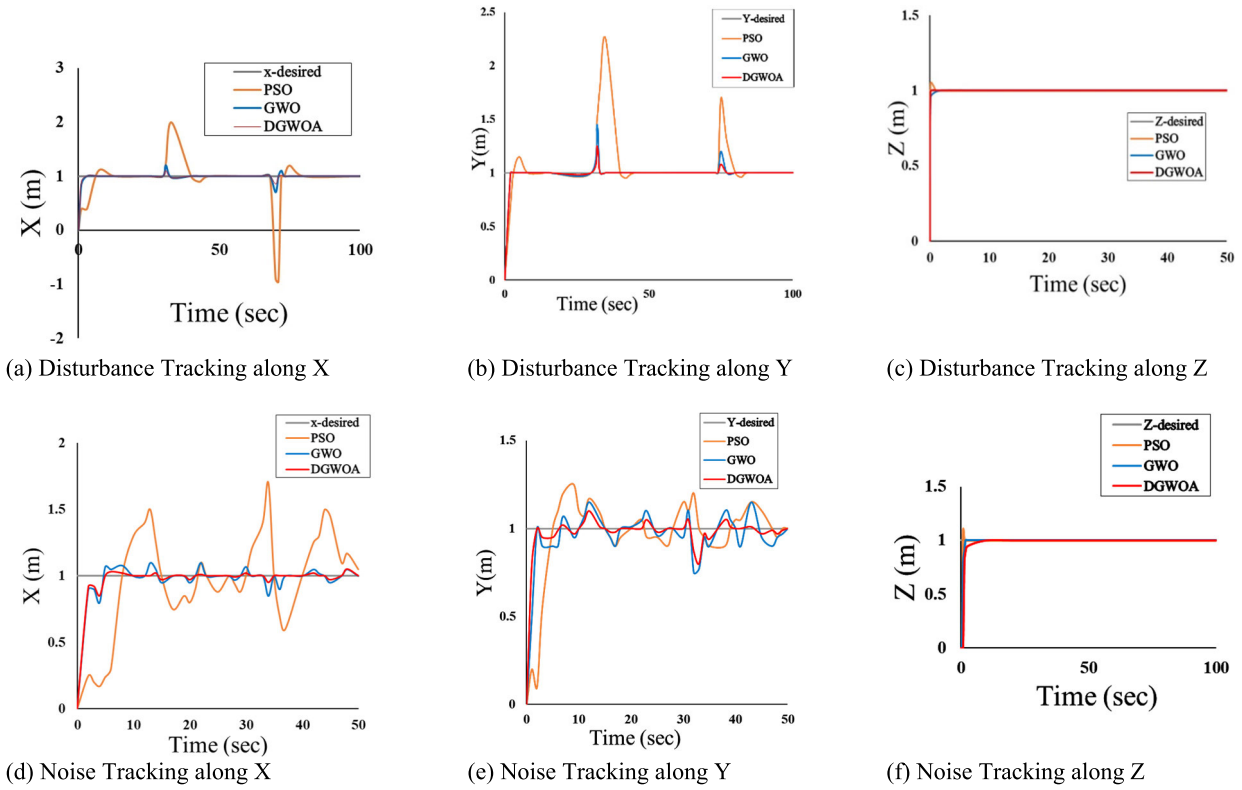 3
2
1
0
-1
-2
0
50
100
X (m)
Time (sec)
x-desired
PSO
GWO
DGWOA
(a) Disturbance Tracking along X
2.5
2
1.5
1
0.5
0
0
50
100
Y(m)
Time (sec)
Y-desired
PSO
GWO
DGWOA
(b) Disturbance Tracking along Y
1.5
1
0.5
0
0
10
20
30
40
50
Z (m)
Time (sec)
Z-desired
PSO
GWO
DGWOA
(c) Disturbance Tracking along Z
2
1.5
1
0.5
0
0
10
20
30
40
50
X (m)
Time (sec)
x-desired
PSO
GWO
DGWOA
(d) Noise Tracking along X
1.5
1
0.5
0
0
10
20
30
40
50
Y(m)
Time (sec)
Y-desired
PSO
GWO
DGWOA
(e) Noise Tracking along Y
1.5
1
0.5
0
0
50
100
Z (m)
Time (sec)
Z-desired
PSO
GWO
DGWOA
(f) Noise Tracking along Z